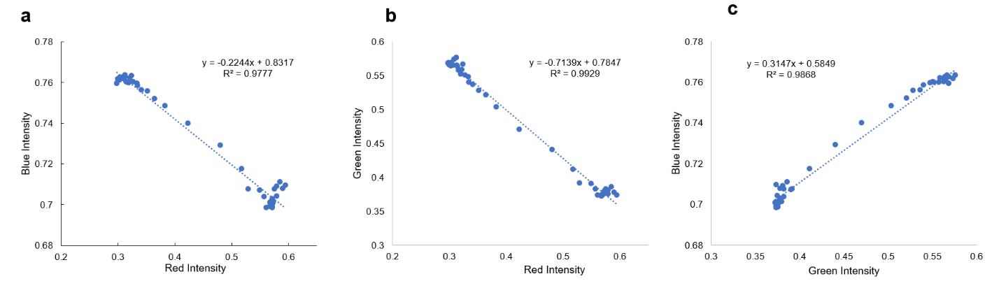 a
0.78
0.76
0.74
0.72
0.7
0.68
0.2
0.3
0.4
0.5
0.6
Blue Intensity
Red Intensity
y = -0.2244x + 0.8317
R² = 0.9777
b
0.6
0.55
0.5
0.45
0.4
0.35
0.3
0.2
0.3
0.4
0.5
0.6
Green Intensity
Red Intensity
y = -0.7139x + 0.7847
R² = 0.9929
c
0.78
0.76
0.74
0.72
0.7
0.68
0.3
0.35
0.4
0.45
0.5
0.55
0.6
Blue Intensity
Green Intensity
y = 0.3147x + 0.5849
R² = 0.9868